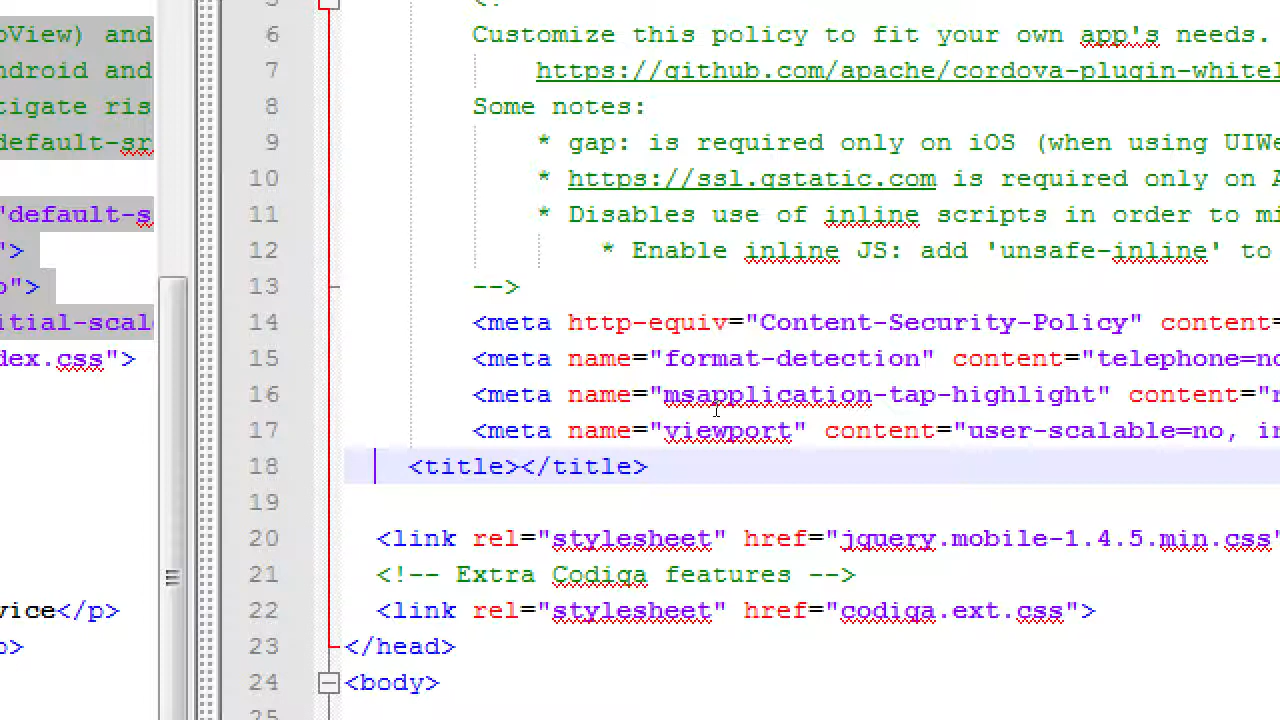 oView) and
ndroid and
tigate ris
default-sr
"default-s
">
o">
itial-scal
dex.css">
vice</p>
o>
6 Customize this policy to fit your own app's needs.
7 https://github.com/apache/cordova-plugin-whitel
8 Some notes:
9 * gap: is required only on iOS (when using UIWe
10 * https://ssl.gstatic.com is required only on A
11 * Disables use of inline scripts in order to mi
12 * Enable inline JS: add 'unsafe-inline' to
13 -->
14 <meta http-equiv="Content-Security-Policy" content=
15 <meta name="format-detection" content="telephone=no
16 <meta name="msapplication-tap-highlight" content="n
17 <meta name="viewport" content="user-scalable=no, in
18 <title></title>
19
20 <link rel="stylesheet" href="jquery.mobile-1.4.5.min.css"
21 <!-- Extra Codiqa features -->
22 <link rel="stylesheet" href="codiqa.ext.css">
23 </head>
24 <body>
25